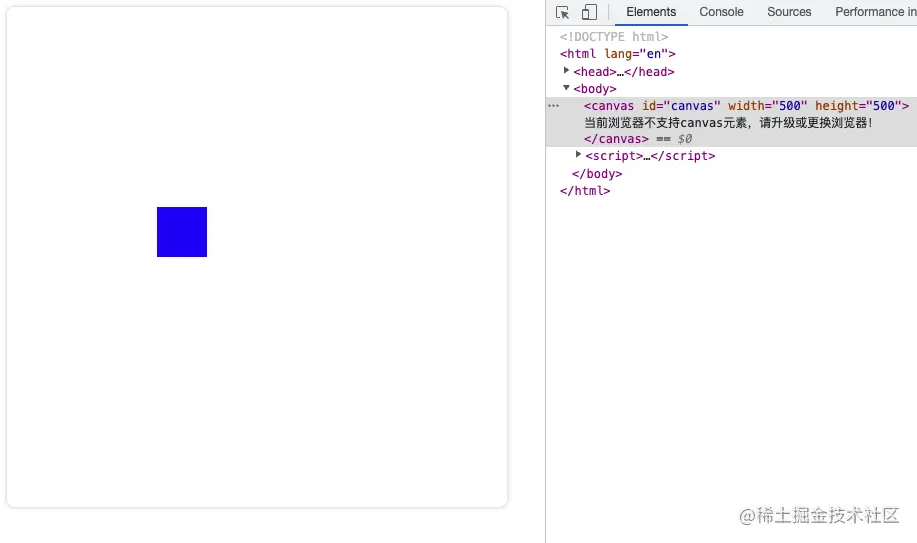 Elements Console Sources Performance in
<!DOCTYPE html>
<html lang="en">
<head>…</head>
<body>
<canvas id="canvas" width="500" height="500">
当前浏览器不支持canvas元素，请升级或更换浏览器！
</canvas> == $0
<script>…</script>
</body>
</html>
@稀土掘金技术社区